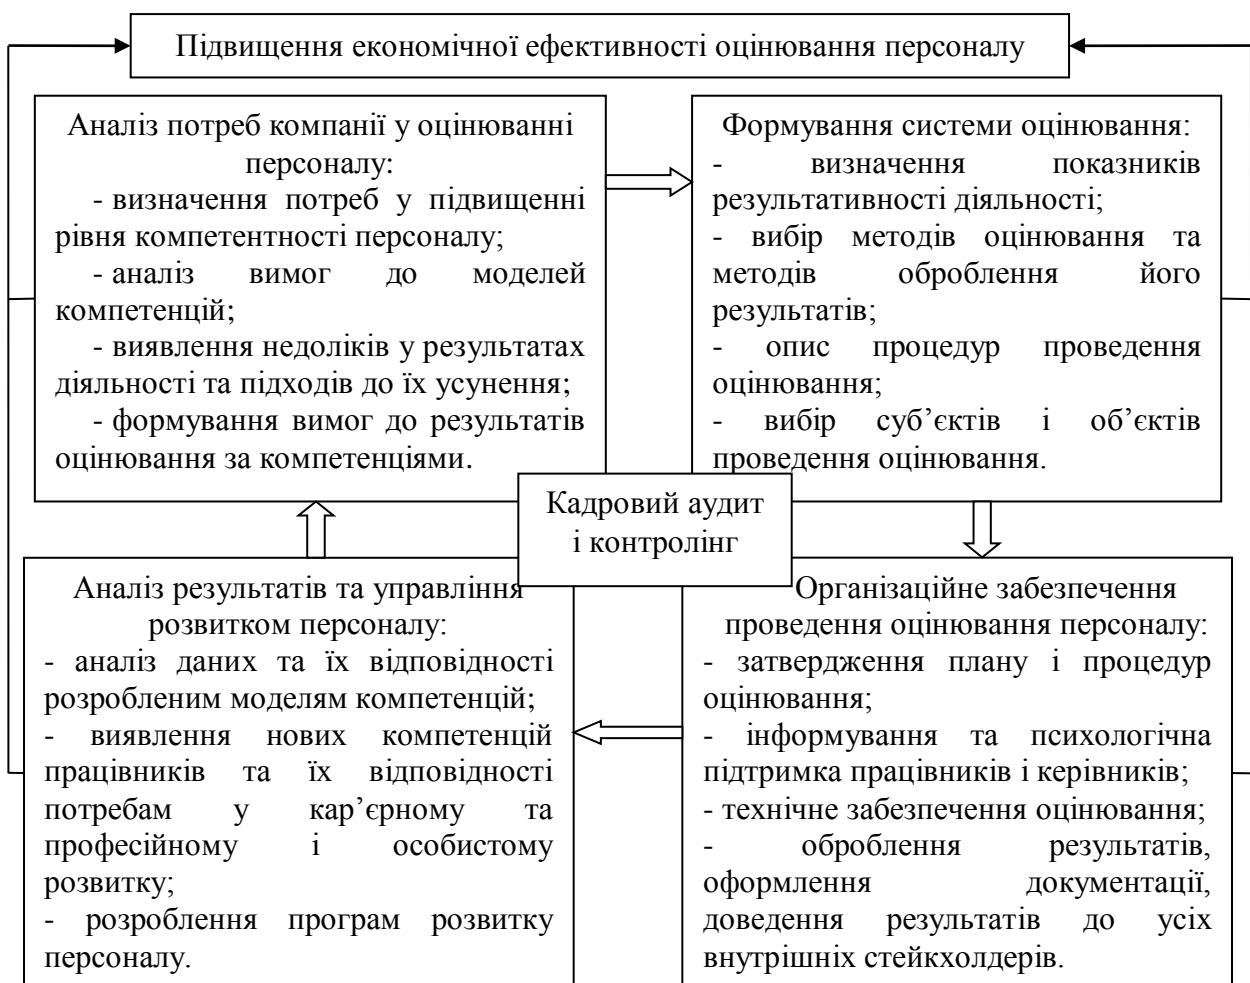 Підвищення економічної ефективності оцінювання персоналу
Аналіз потреб компанії у оцінюванні
персоналу:
- визначення потреб у підвищенні
рівня компетентності персоналу;
- аналіз вимог до моделей
компетенцій;
- виявлення недоліків у результатах
діяльності та підходів до їх усунення;
- формування вимог до результатів
оцінювання за компетенціями.
Формування системи оцінювання:
- визначення показників
результативності діяльності;
- вибір методів оцінювання та
методів оброблення його
результатів;
- опис процедур проведення
оцінювання;
- вибір суб’єктів і об’єктів
проведення оцінювання.
Кадровий аудит
і контролінг
Аналіз результатів та управління
розвитком персоналу:
- аналіз даних та їх відповідності
розробленим моделям компетенцій;
- виявлення нових компетенцій
працівників та їх відповідності
потребам у кар’єрному та
професійному і особистому
розвитку;
- розроблення програм розвитку
персоналу.
Організаційне забезпечення
проведення оцінювання персоналу:
- затвердження плану і процедур
оцінювання;
- інформування та психологічна
підтримка працівників і керівників;
- технічне забезпечення оцінювання;
- оброблення результатів,
оформлення документації,
доведення результатів до усіх
внутрішніх стейкхолдерів.